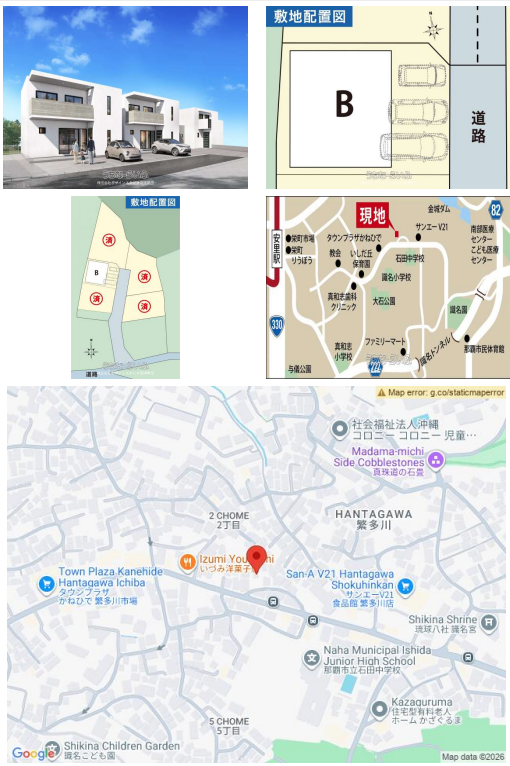 敷地配置図
B
道路
敷地配置図
済
B
済
済
済
道路
現地
金城ダム
82
安里駅
栄町市場
栄町
りうぼう
タウンプラザかねひで
サンエーV21
教会
いしだ丘
保育園
石田中学校
南部医療
センター
こども医療
センター
識名小学校
真和志歯科
クリニック
大石公園
330
識名園
真和志
小学校
ファミリーマート
識名トンネル
那覇市民体育館
222
与儀公園
Map error: g.co/staticmaperror
社会福祉法人沖縄
コロニー コロニー 児童…
Madama-michi
Side Cobblestones
真珠道の石畳
2 CHOME
2丁目
HANTAGAWA
繁多川
Town Plaza Kanehide
Hantagawa Ichiba
タウンプラザ
かねひで 繁多川市場
いづみ洋菓子
San-A V21 Hantagawa
Shokuhinkan
サンエーV21
食品館 繁多川店
Shikina Shrine
琉球八社 識名宮
Naha Municipal Ishida
Junior High School
那覇市立石田中学校
Kazaguruma
住宅型有料老人
ホーム かざぐるま
5 CHOME
5丁目
Shikina Children Garden
識名こども園
Google
Map data ©2026